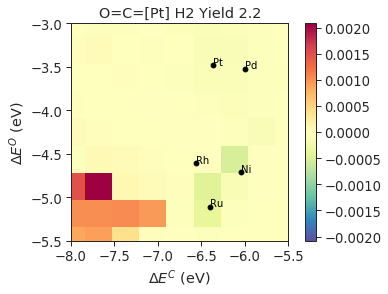 O=C=[Pt] H2 Yield 2.2
−3.0
−3.5
−4.0
−4.5
−5.0
−5.5
ΔE^O (eV)
Pt
Pd
Rh
Ni
Ru
−8.0 −7.5 −7.0 −6.5 −6.0 −5.5
ΔE^C (eV)
0.0020
0.0015
0.0010
0.0005
0.0000
−0.0005
−0.0010
−0.0015
−0.0020